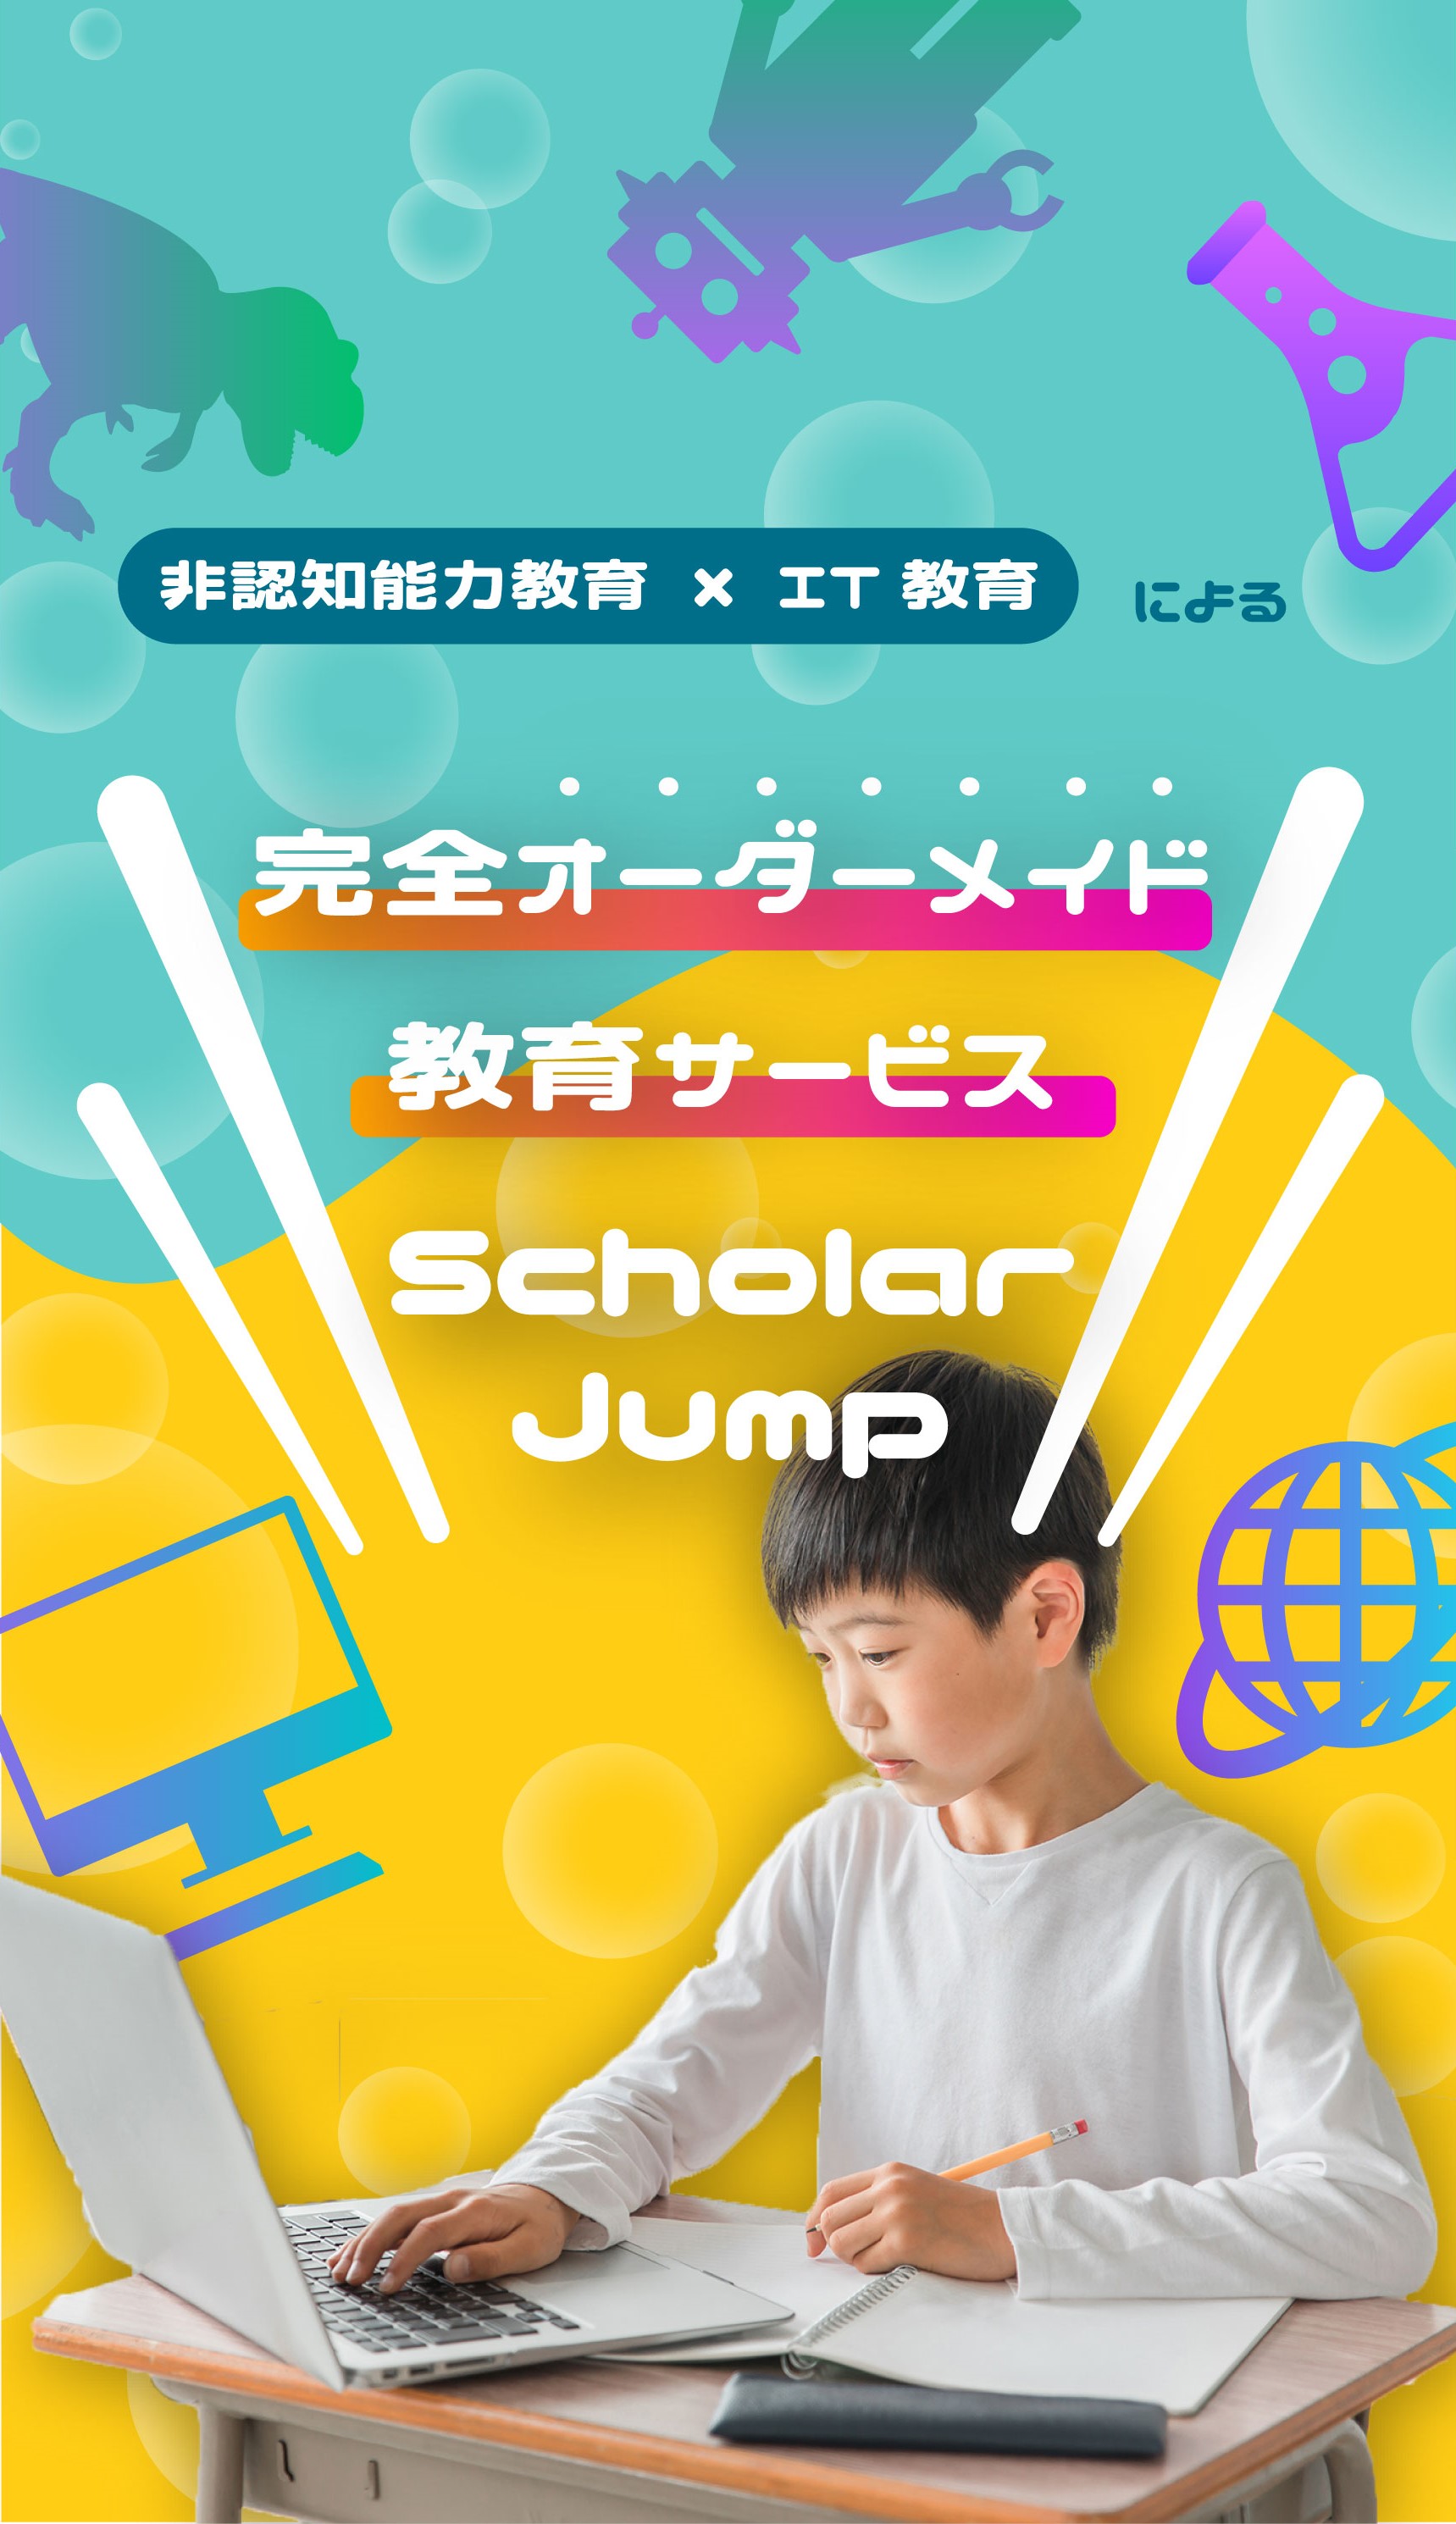 非認知能力教育 × IT 教育 による
完全オーダーメイド
教育サービス
Scholar
Jump